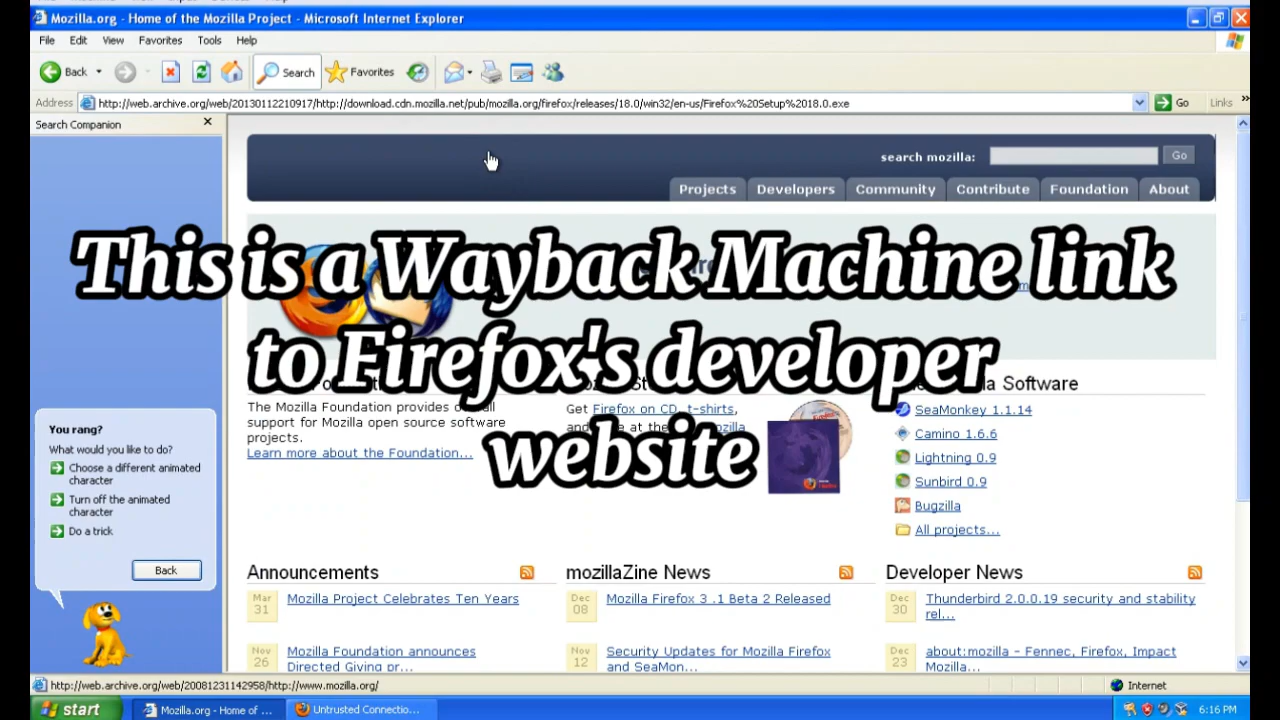 Mozilla.org - Home of the Mozilla Project - Microsoft Internet Explorer
File Edit View Favorites Tools Help
Back Search Favorites
Address http://web.archive.org/web/20130112210917/http://download.cdn.mozilla.net/pub/mozilla.org/firefox/releases/18.0/win32/en-us/Firefox%20Setup%2018.0.exe Go Links »
Search Companion
search mozilla: Go
Projects Developers Community Contribute Foundation About
This is a Wayback Machine link
to Firefox's developer
website
Software
The Mozilla Foundation provides
support for Mozilla open source software
projects.
Learn more about the Foundation...
Get Firefox on CD, t-shirts,
SeaMonkey 1.1.14
Camino 1.6.6
Lightning 0.9
Sunbird 0.9
Bugzilla
All projects...
You rang?
What would you like to do?
Choose a different animated
character
Turn off the animated
character
Do a trick
Back
Announcements
Mar
31
Mozilla Project Celebrates Ten Years
Nov
26
Mozilla Foundation announces
Directed Giving pr...
mozillaZine News
Dec
08
Mozilla Firefox 3 .1 Beta 2 Released
Nov
12
Security Updates for Mozilla Firefox
and SeaMon...
Developer News
Dec
30
Thunderbird 2.0.0.19 security and stability
rel...
Dec
23
about:mozilla - Fennec, Firefox, Impact
Mozilla...
http://web.archive.org/web/20081231142958/http://www.mozilla.org/
Internet
start Mozilla.org - Home of ... Untrusted Connectio... 6:16 PM